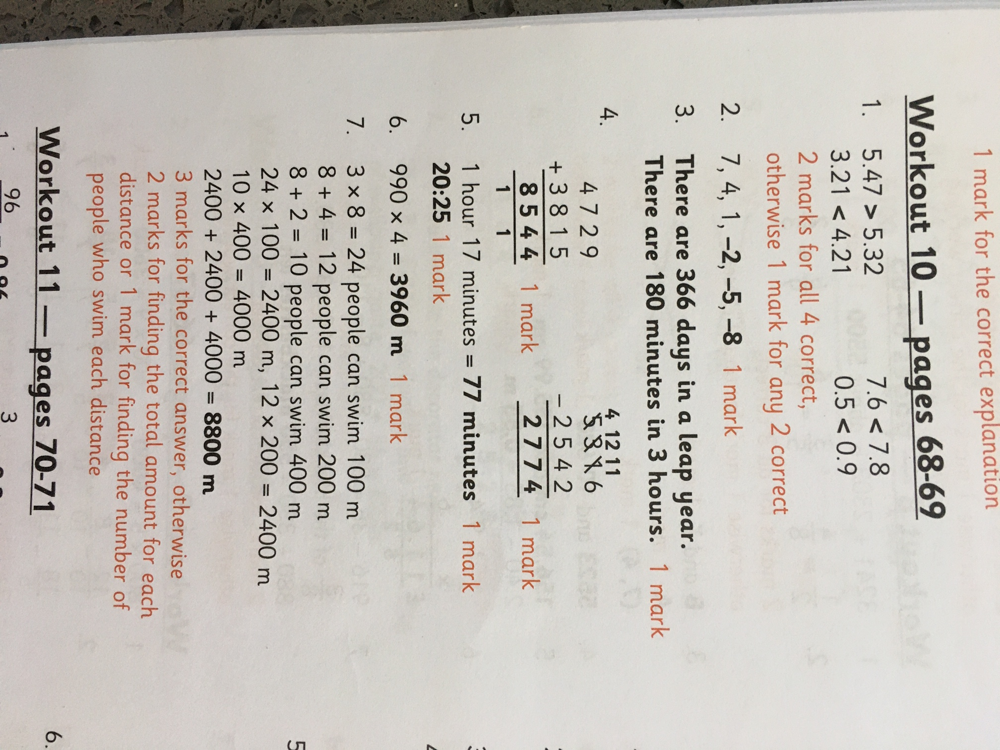 1 mark for the correct explanation
Workout 10 — pages 68-69
1. 5.47 > 5.32 7.6 < 7.8
3.21 < 4.21 0.5 < 0.9
2 marks for all 4 correct,
otherwise 1 mark for any 2 correct
2. 7, 4, 1, –2, –5, –8 1 mark
3. There are 366 days in a leap year.
There are 180 minutes in 3 hours. 1 mark
4 12 11
4. 4 7 2 9 5 3 1 6
+ 3 8 1 5 – 2 5 4 2
8 5 4 4 1 mark 2 7 7 4 1 mark
1 1
5. 1 hour 17 minutes = 77 minutes 1 mark
20:25 1 mark
6. 990 × 4 = 3960 m 1 mark
7. 3 × 8 = 24 people can swim 100 m
8 + 4 = 12 people can swim 200 m
8 + 2 = 10 people can swim 400 m
24 × 100 = 2400 m, 12 × 200 = 2400 m
10 × 400 = 4000 m
2400 + 2400 + 4000 = 8800 m
3 marks for the correct answer, otherwise
2 marks for finding the total amount for each
distance or 1 mark for finding the number of
people who swim each distance
Workout 11 — pages 70-71
1. 96 3
5
6.